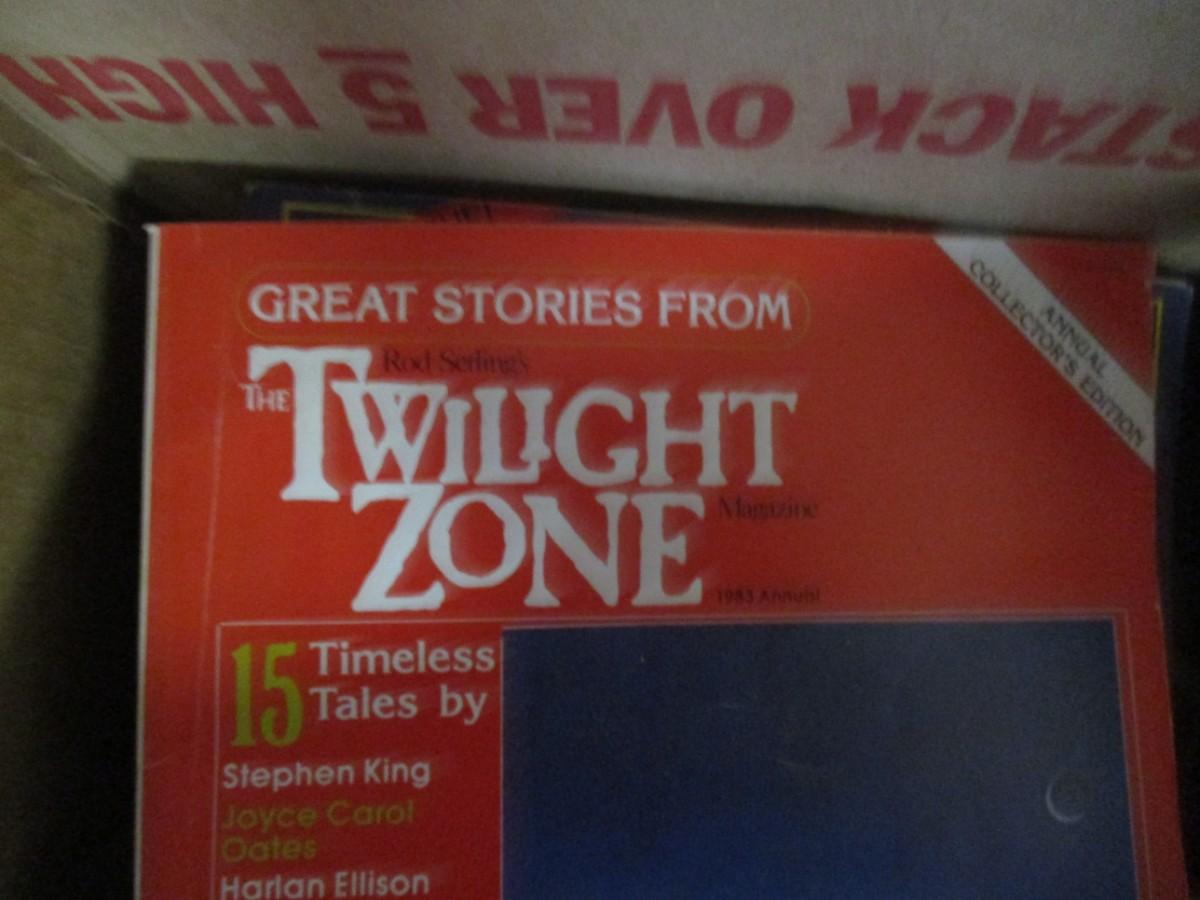 STACK OVER 5 HIGH
GREAT STORIES FROM
Rod Serling's
THE TWILIGHT
ZONE
Magazine
1983 Annual
ANNUAL
COLLECTOR'S EDITION
15 Timeless
Tales by
Stephen King
Joyce Carol
Oates
Harlan Ellison